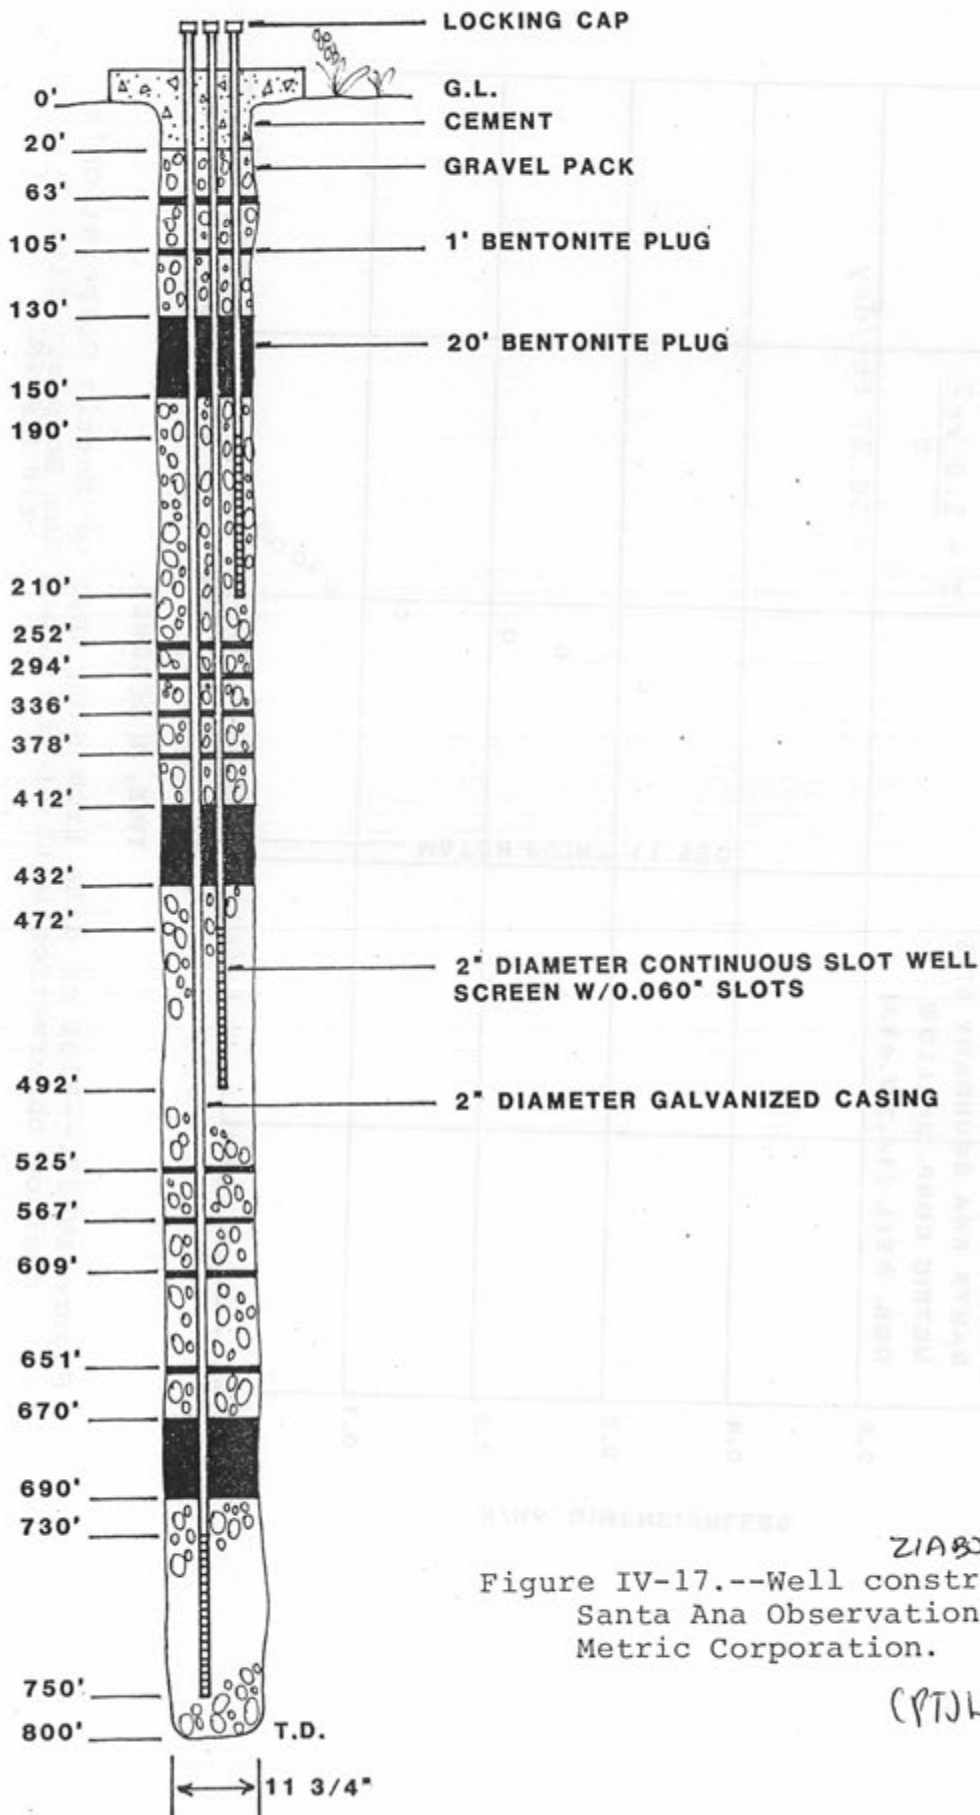 LOCKING CAP
G.L.
0'
CEMENT
20'
GRAVEL PACK
63'
105'
1' BENTONITE PLUG
130'
20' BENTONITE PLUG
150'
190'
210'
252'
294'
336'
378'
412'
432'
472'
2" DIAMETER CONTINUOUS SLOT WELL
SCREEN W/0.060" SLOTS
492'
2" DIAMETER GALVANIZED CASING
525'
567'
609'
651'
670'
690'
730'
Figure IV-17.--Well constr
Santa Ana Observation
Metric Corporation.
750'
800'
T.D.
11 3/4"